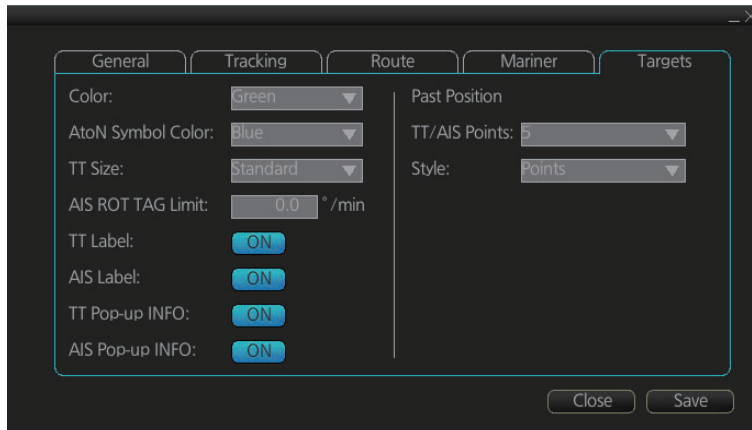 General Tracking Route Mariner Targets
Color: Green
AtoN Symbol Color: Blue
TT Size: Standard
AIS ROT TAG Limit: 0.0 °/min
TT Label: ON
AIS Label: ON
TT Pop-up INFO: ON
AIS Pop-up INFO: ON
Past Position
TT/AIS Points: 5
Style: Points
Close Save